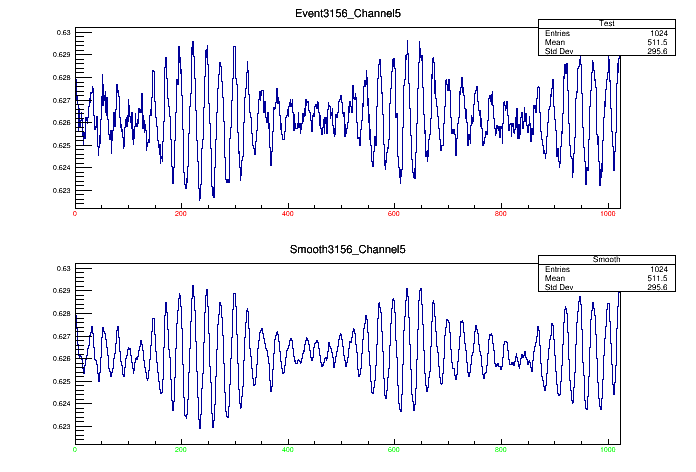 Event3156_Channel5
Test
Entries 1024
Mean 511.5
Std Dev 295.6
0.63
0.629
0.628
0.627
0.626
0.625
0.624
0.623
0 200 400 600 800 1000
Smooth3156_Channel5
Smooth
Entries 1024
Mean 511.5
Std Dev 295.6
0.63
0.629
0.628
0.627
0.626
0.625
0.624
0.623
0 200 400 600 800 1000